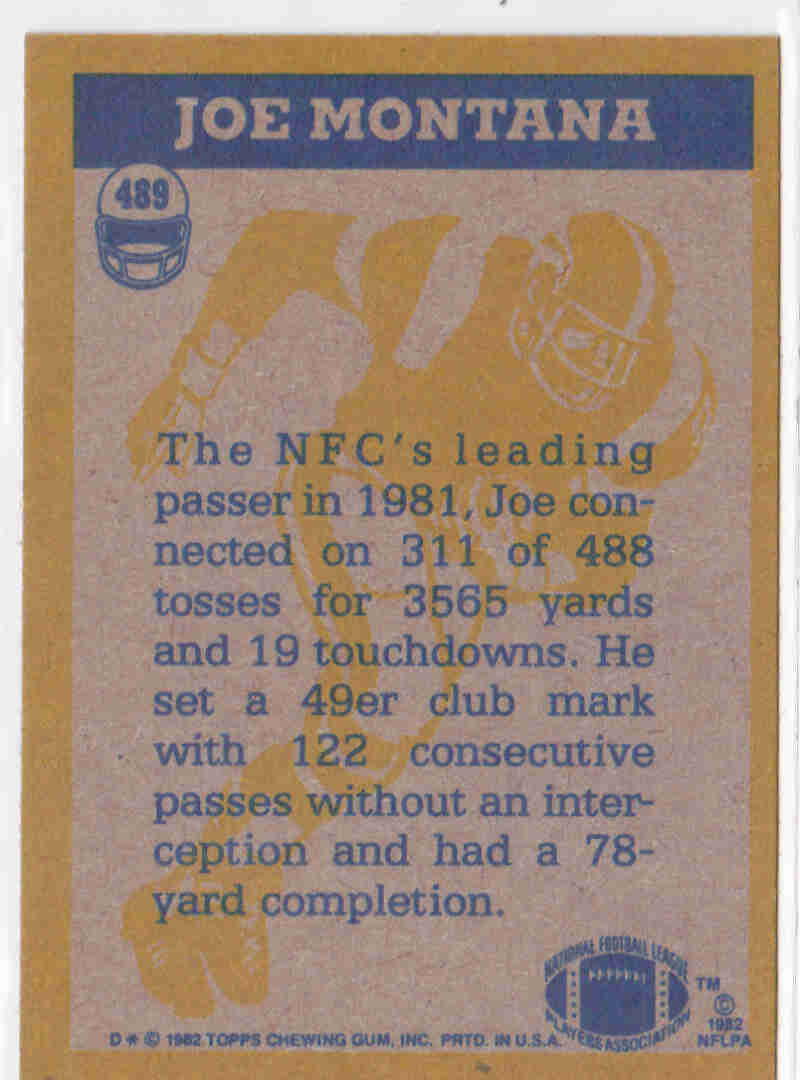 JOE MONTANA
489
The NFC's leading
passer in 1981, Joe con-
nected on 311 of 488
tosses for 3565 yards
and 19 touchdowns. He
set a 49er club mark
with 122 consecutive
passes without an inter-
ception and had a 78-
yard completion.
NATIONAL FOOTBALL LEAGUE
PLAYERS ASSOCIATION
TM
©
1982
NFLPA
D * © 1982 TOPPS CHEWING GUM, INC. PRTD. IN U.S.A.